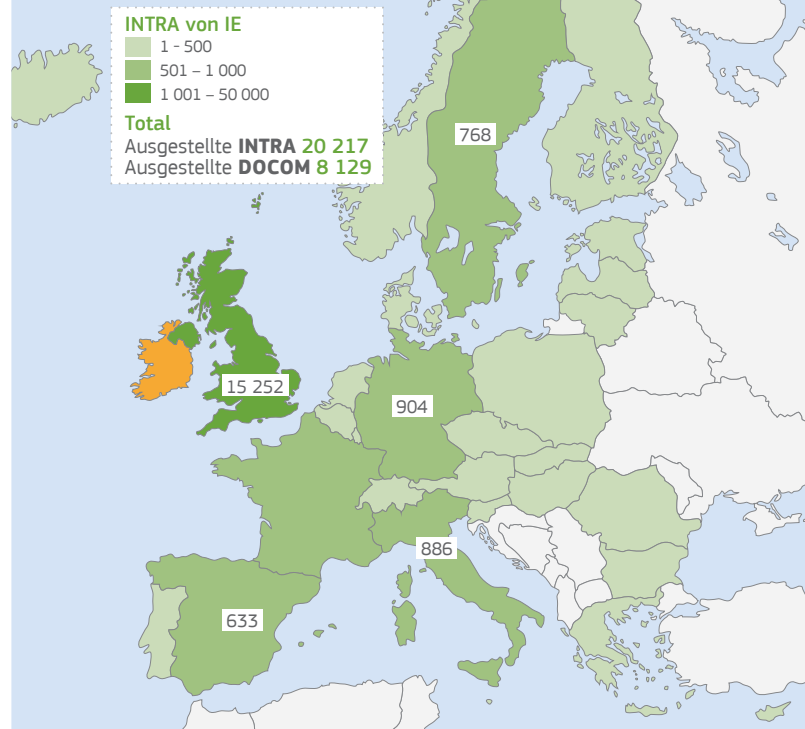 INTRA von IE
1 - 500
501 – 1 000
1 001 – 50 000
Total
Ausgestellte INTRA 20 217
Ausgestellte DOCOM 8 129
768
15 252
904
886
633